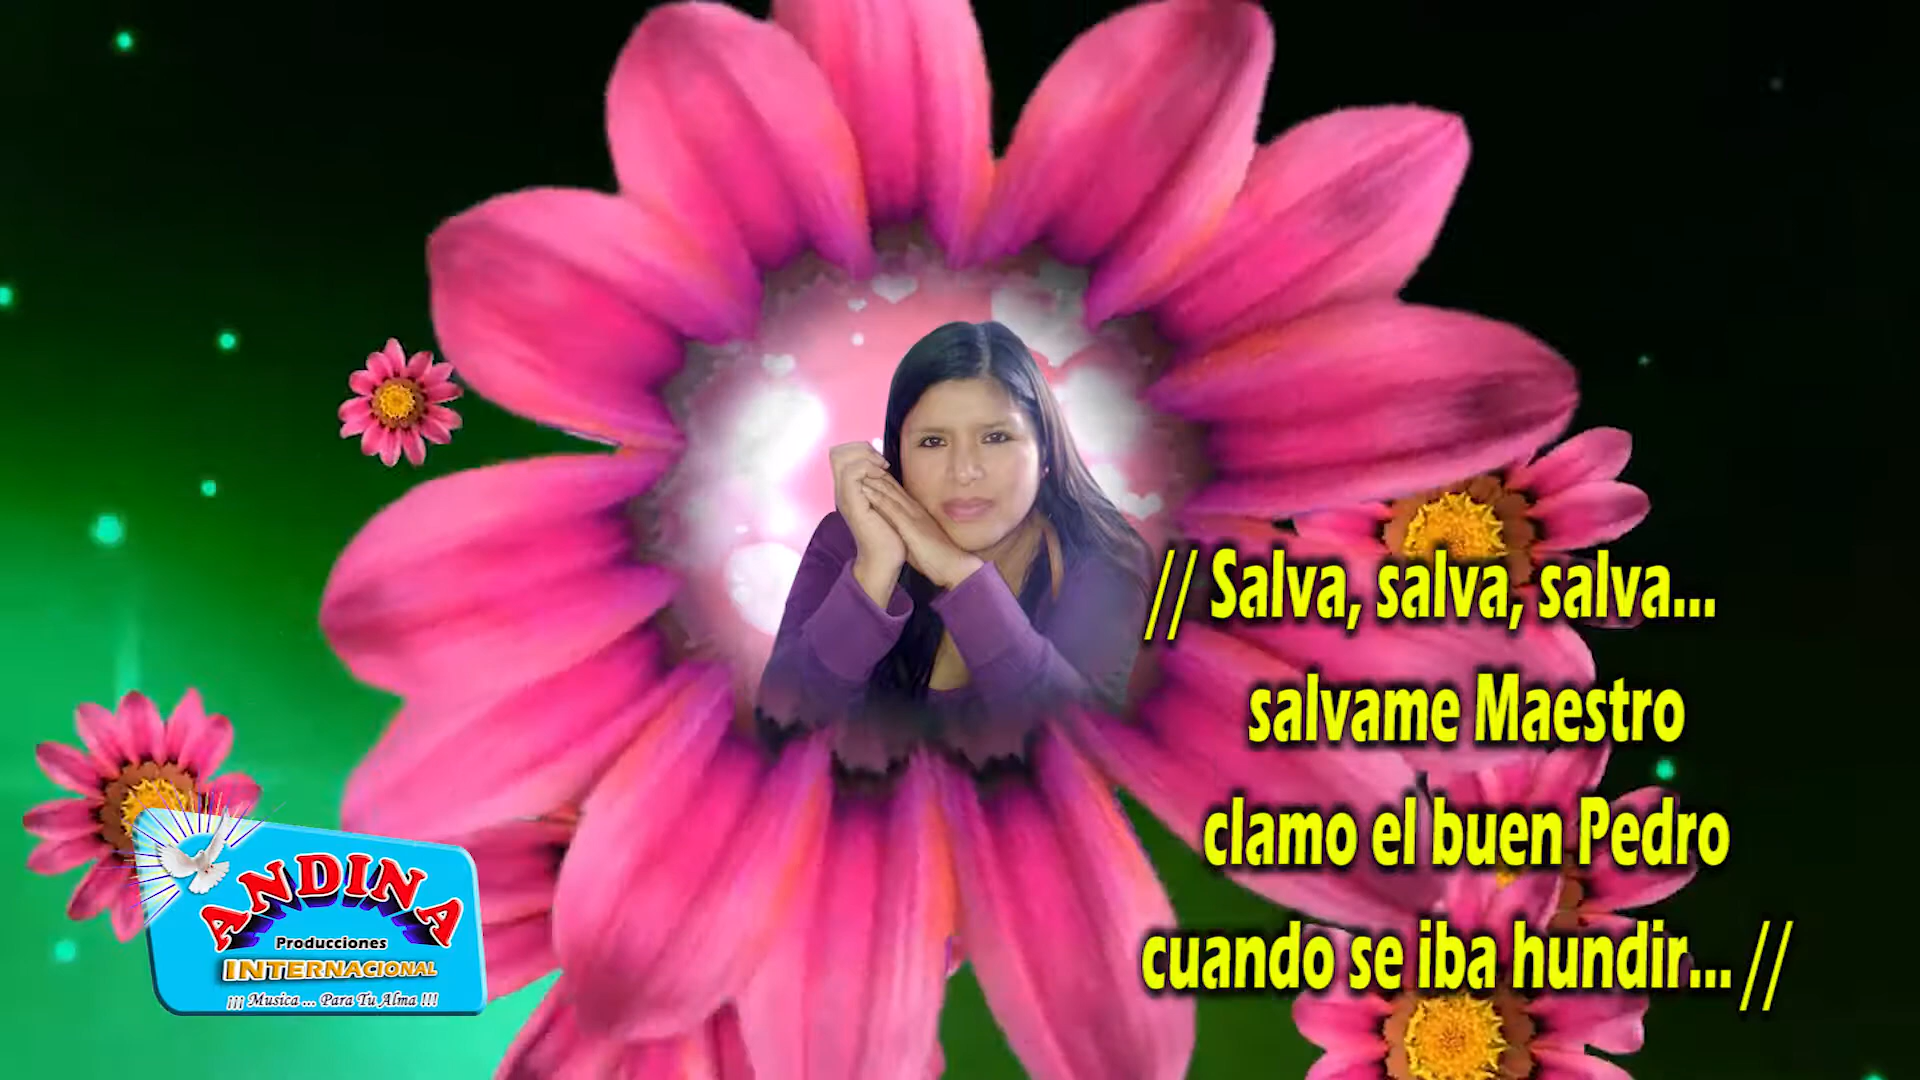 // Salva, salva, salva...
salvame Maestro
clamo el buen Pedro
cuando se iba hundir... //
ANDINA
Producciones
INTERNACIONAL
¡¡¡ Musica ... Para Tu Alma !!!